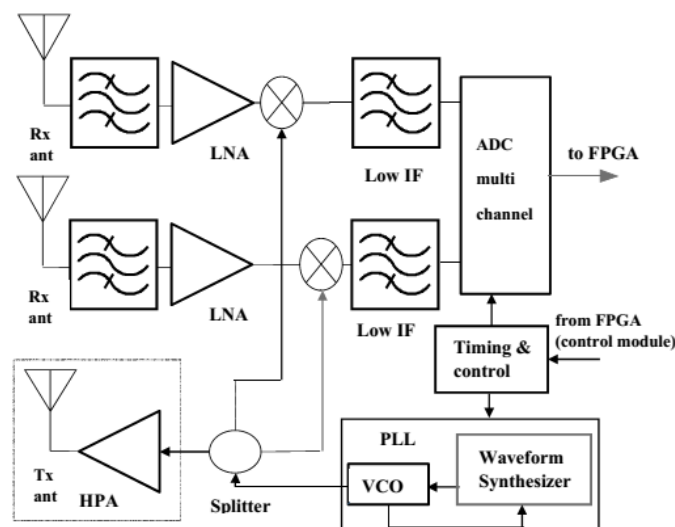 Rx
ant
LNA
Low IF
ADC
multi
channel
to FPGA
Rx
ant
LNA
Low IF
Timing &
control
from FPGA
(control module)
Tx
ant
HPA
Splitter
PLL
VCO
Waveform
Synthesizer